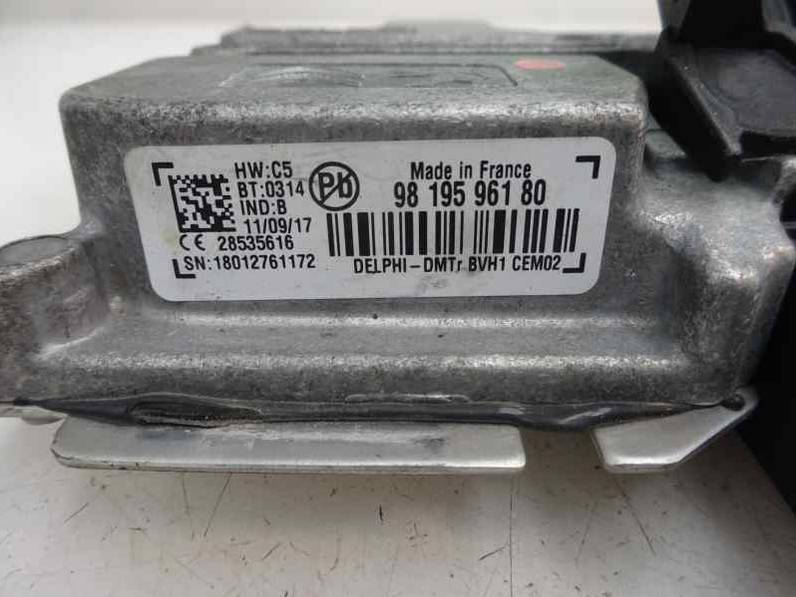 HW:C5
BT:0314
IND:B
11/09/17
CE 28535616
SN:18012761172
Pb
Made in France
98 195 961 80
DELPHI-DMTr BVH1 CEM02